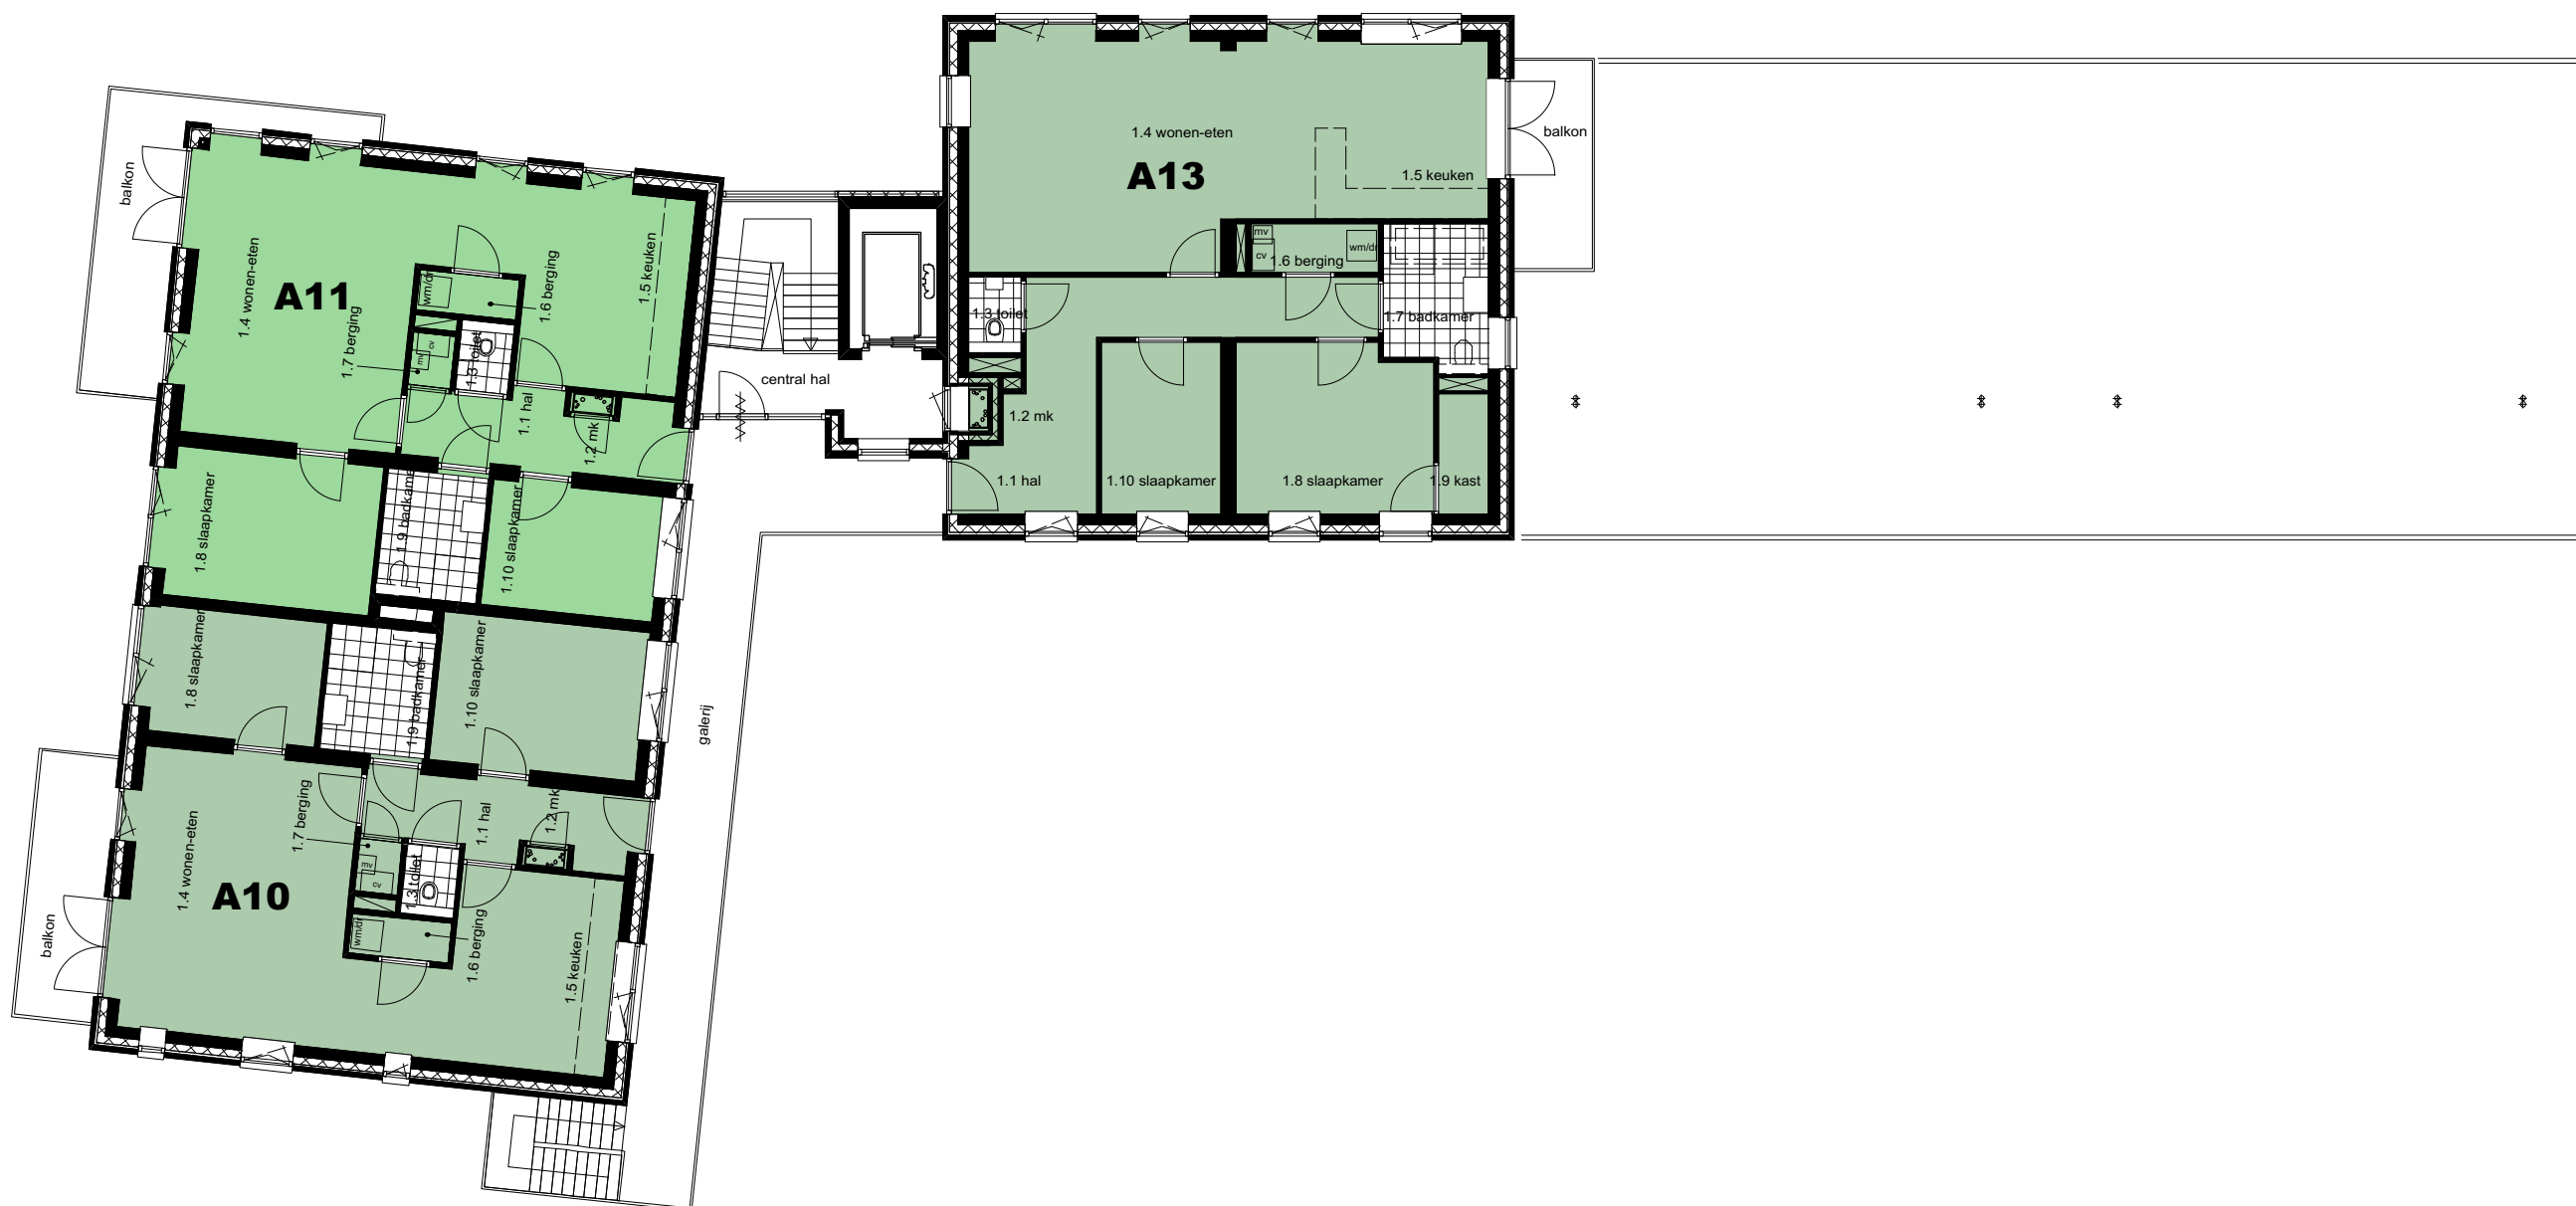 balkon
1.4 wonen-eten
A11
1.7 berging
wm/dr
1.6 berging
1.5 keuken
cv
mv
1.3 toilet
1.1 hal
1.2 mk
1.8 slaapkamer
1.9 badkamer
1.10 slaapkamer
1.8 slaapkamer
1.9 badkamer
1.10 slaapkamer
galerij
1.7 berging
1.1 hal
1.2 mk
1.4 wonen-eten
A10
mv
cv
1.3 toilet
balkon
wm/dr
1.6 berging
1.5 keuken
central hal
1.4 wonen-eten
A13
1.5 keuken
balkon
mv
cv
wm/dr
1.6 berging
1.3 toilet
1.7 badkamer
1.2 mk
1.1 hal
1.10 slaapkamer
1.8 slaapkamer
1.9 kast